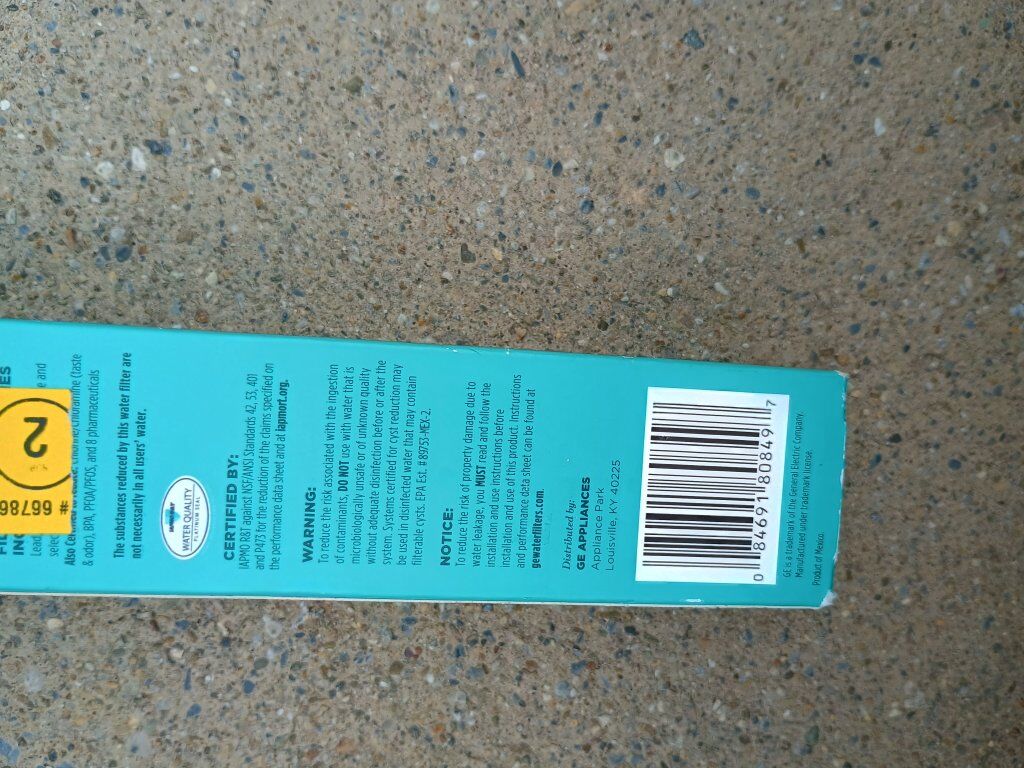 IES
INC
Lead
e and
selec
Also Ce
chlorine/chloramine (taste
& odor), BPA, PFOA/PFOS, and 8 pharmaceuticals
The substances reduced by this water filter are
not necessarily in all users' water.
2
# 66786
WATER QUALITY
PLATINUM SEAL
CERTIFIED BY:
IAPMO R&T against NSF/ANSI Standards 42, 53, 401
and P473 for the reduction of the claims specified on
the performance data sheet and at iapmort.org.
WARNING:
To reduce the risk associated with the ingestion
of contaminants, DO NOT use with water that is
microbiologically unsafe or of unknown quality
without adequate disinfection before or after the
system. Systems certified for cyst reduction may
be used in disinfected water that may contain
filterable cysts. EPA Est. #89753-MEX-2.
NOTICE:
To reduce the risk of property damage due to
water leakage, you MUST read and follow the
installation and use instructions before
installation and use of this product. Instructions
and performance data sheet can be found at
gewaterfilters.com.
Distributed by:
GE APPLIANCES
Appliance Park
Louisville, KY 40225
0 84691 80849 7
GE is a trademark of the General Electric Company.
Manufactured under trademark license.
Product of Mexico.